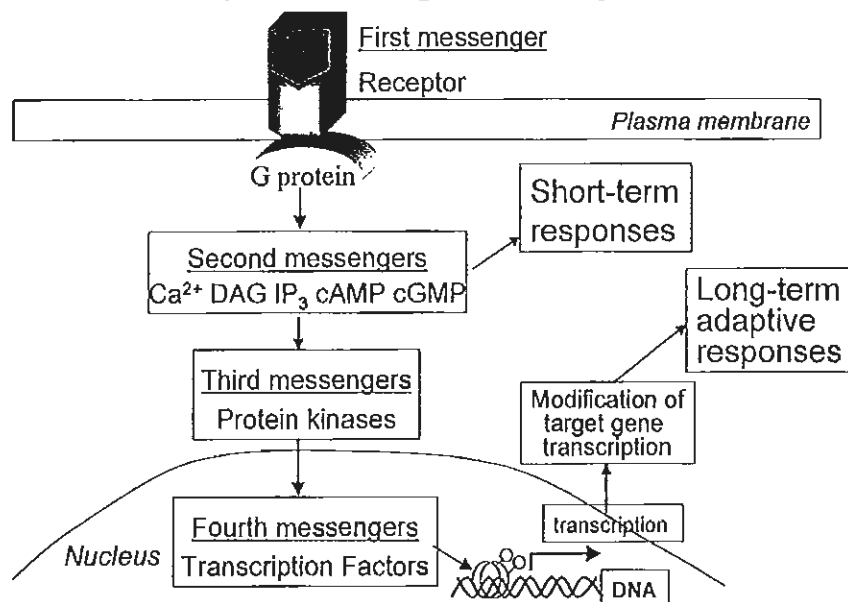 First messenger
Receptor
Plasma membrane
G protein
Short-term
responses
Second messengers
Ca²⁺ DAG IP₃ cAMP cGMP
Long-term
adaptive
responses
Third messengers
Protein kinases
Modification of
target gene
transcription
Fourth messengers
Transcription Factors
transcription
Nucleus
DNA